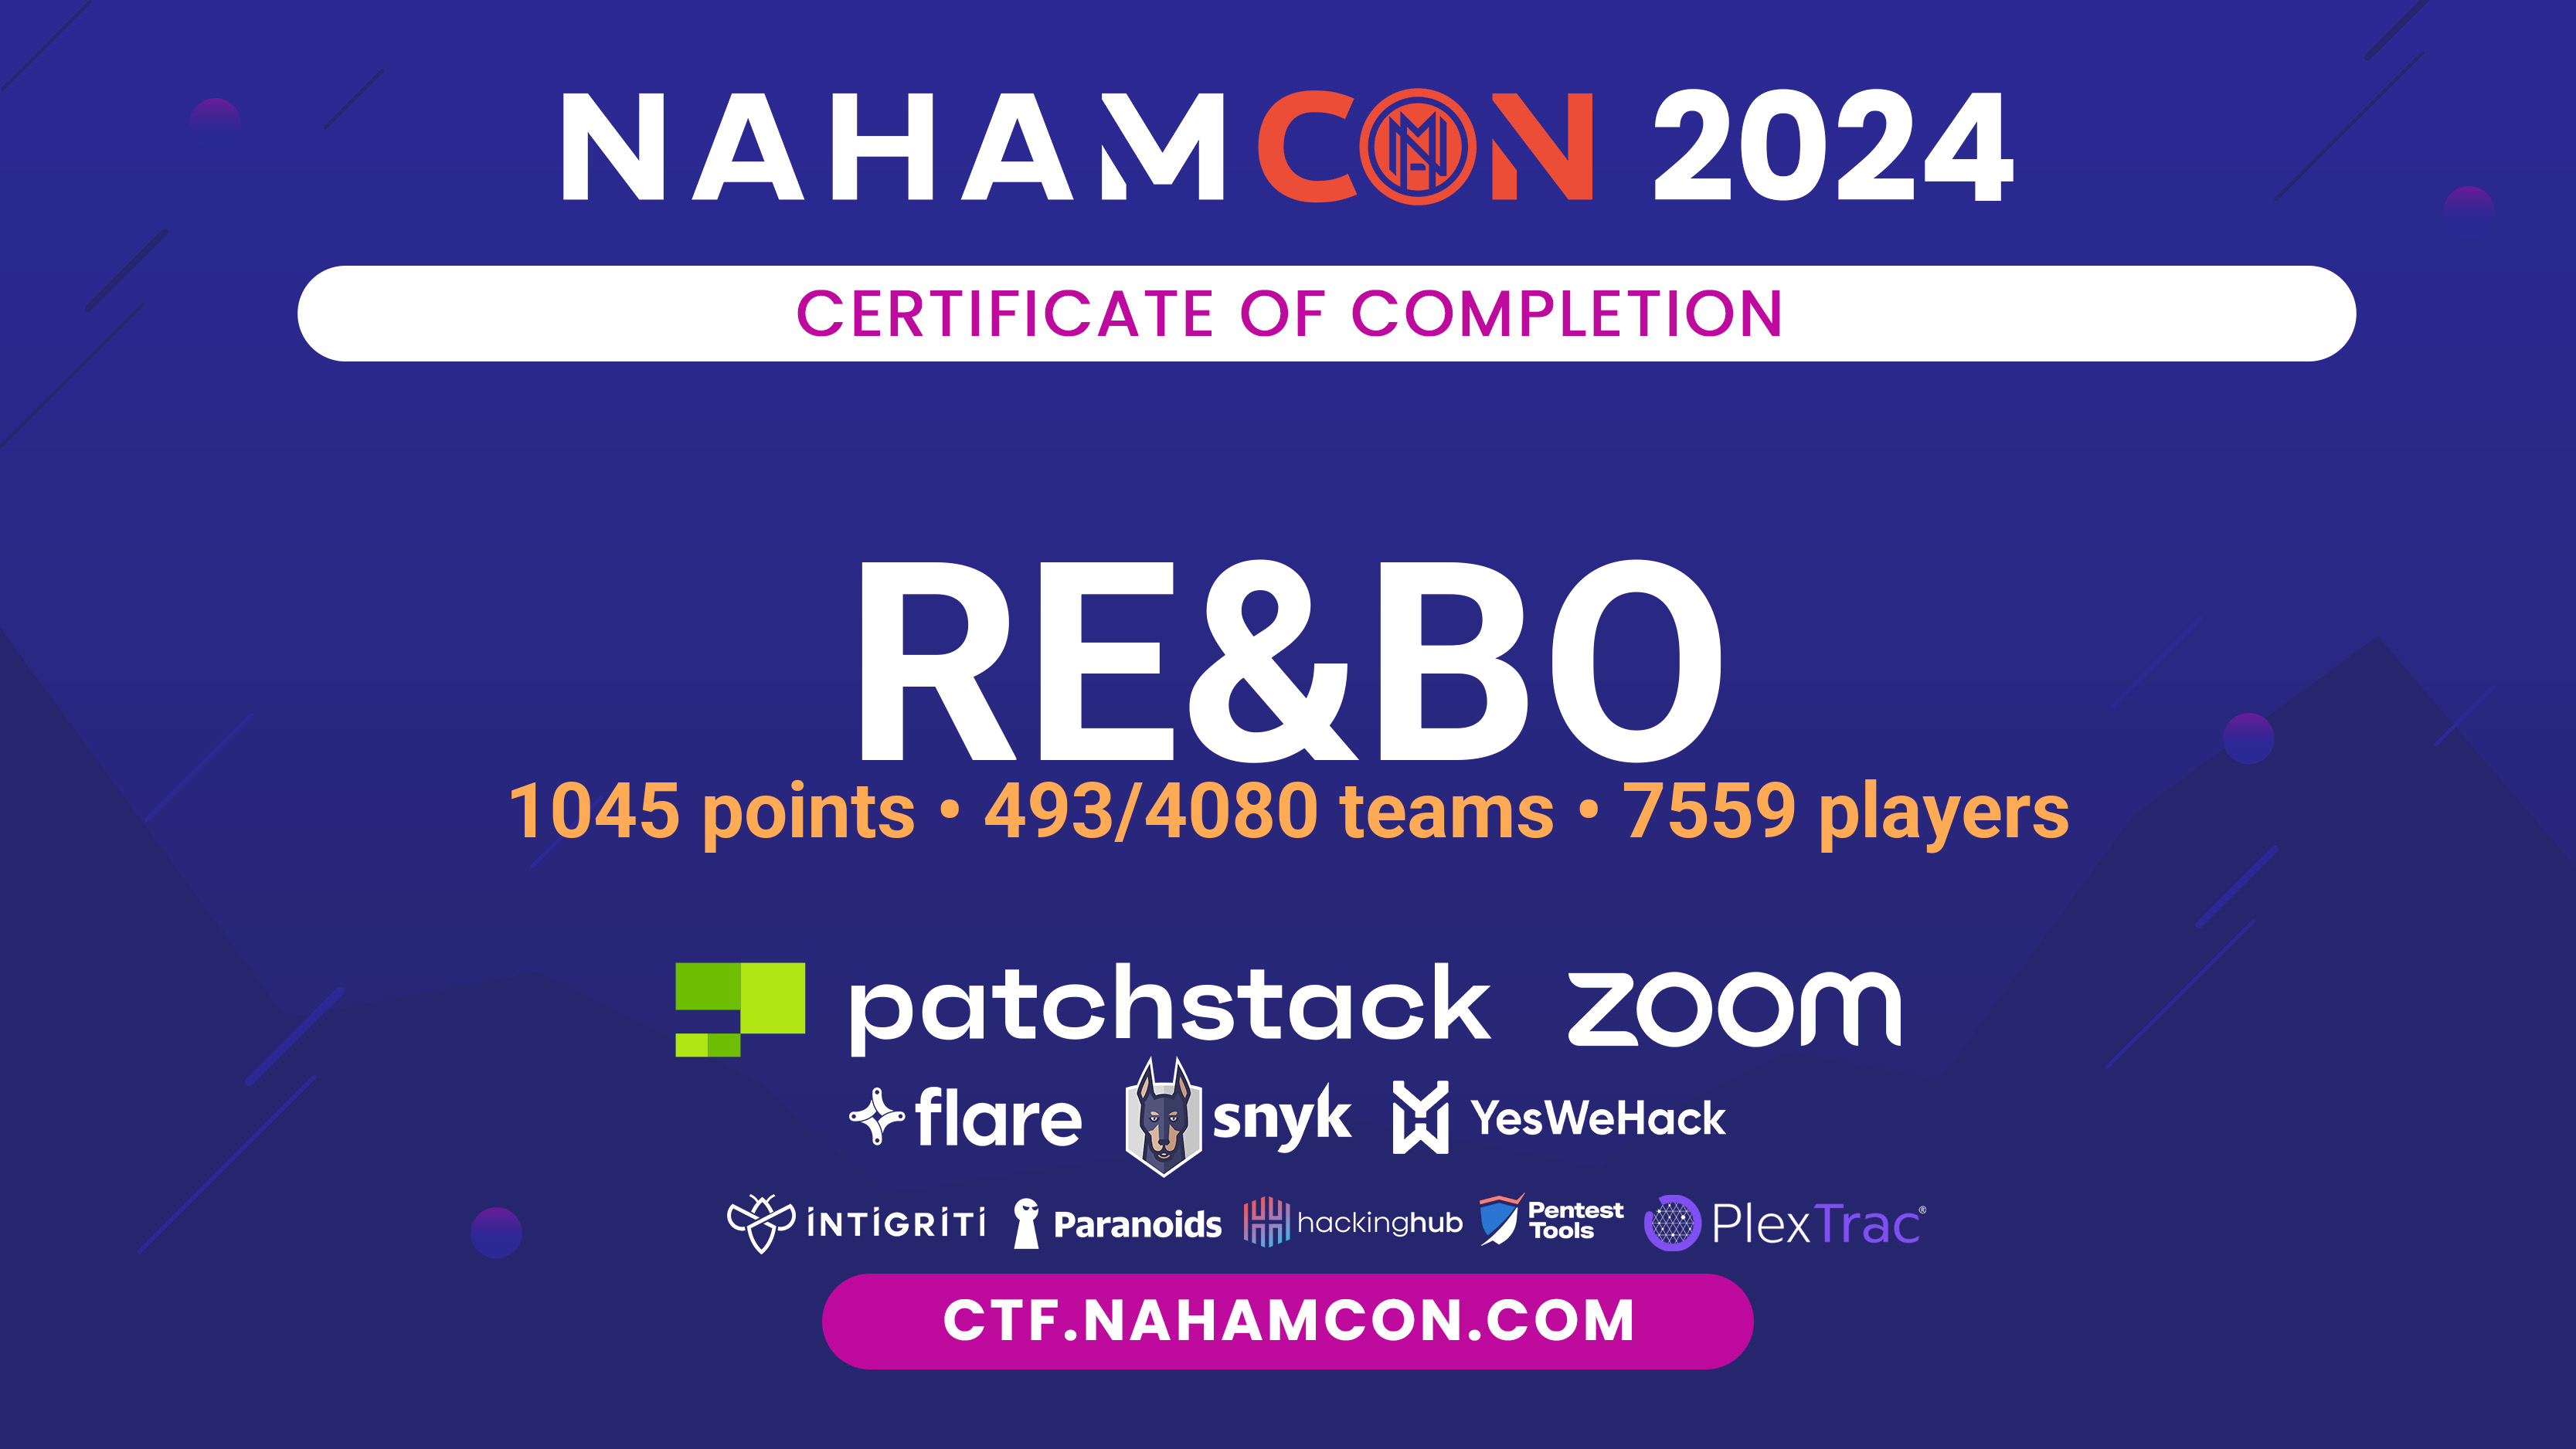 NAHAMCON 2024
CERTIFICATE OF COMPLETION
RE&BO
1045 points • 493/4080 teams • 7559 players
patchstack zoom
flare snyk YesWeHack
INTIGRITI Paranoids hackinghub Pentest Tools PlexTrac®
CTF.NAHAMCON.COM